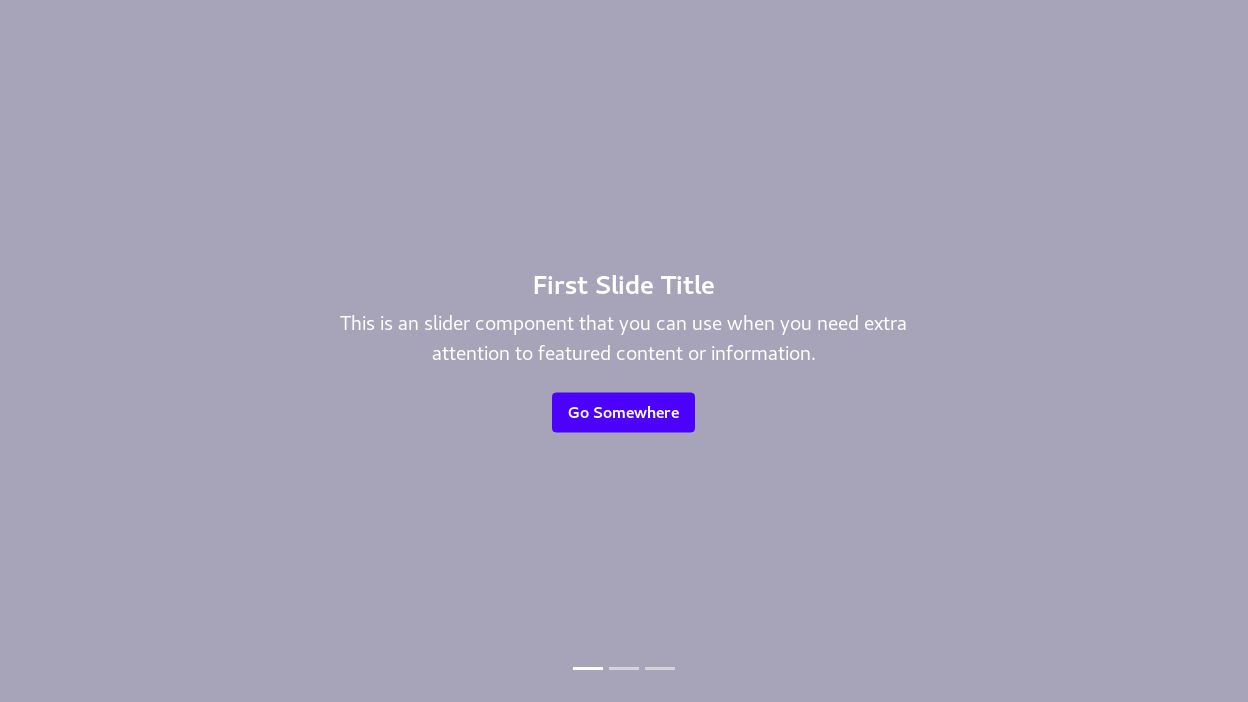 First Slide Title
This is an slider component that you can use when you need extra
attention to featured content or information.
Go Somewhere